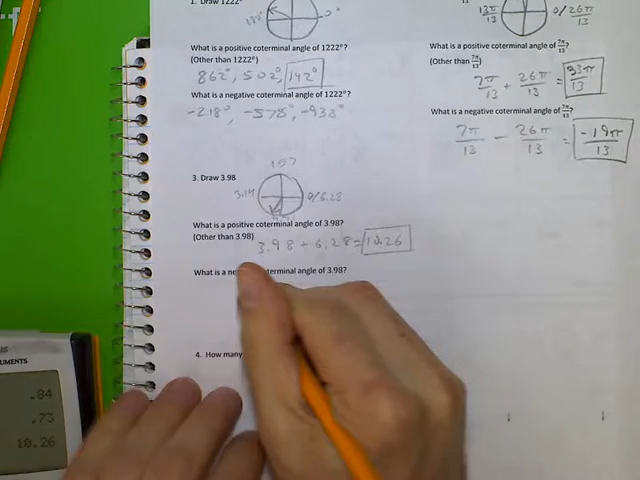 1. Draw 1222°
0°
What is a positive coterminal angle of 1222°?
(Other than 1222°)
862°, 502°, 142°
What is a negative coterminal angle of 1222°?
-218°, -578°, -938°
13π/13
0/26π/13
What is a positive coterminal angle of 7π/13?
(Other than 7π/13)
7π/13 + 26π/13 = 33π/13
What is a negative coterminal angle of 7π/13?
7π/13 - 26π/13 = -19π/13
1.57
3. Draw 3.98
3.14
0/6.28
What is a positive coterminal angle of 3.98?
(Other than 3.98)
3.98 + 6.28 = 10.26
What is a ne coterminal angle of 3.98?
4. How many
UMENTS
.84
.73
10.26